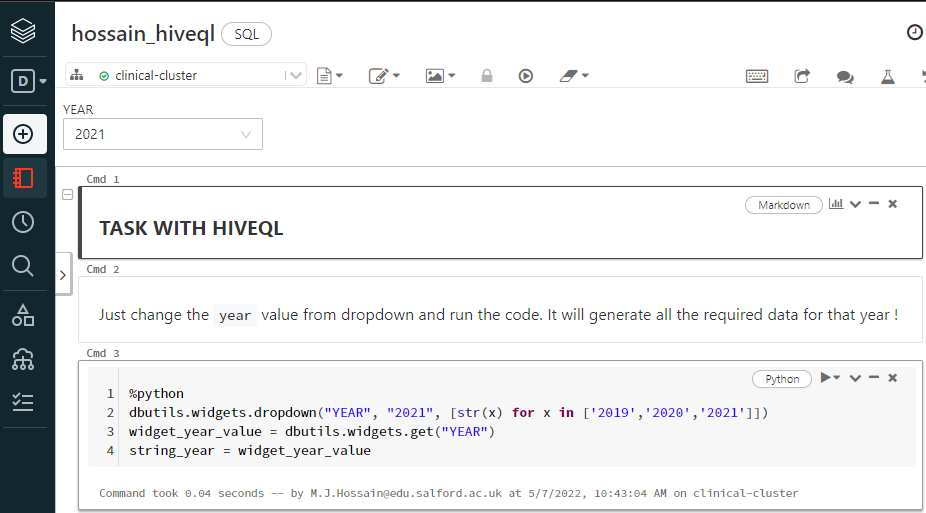 hossain_hiveql SQL
D clinical-cluster
YEAR
2021
Cmd 1
Markdown
TASK WITH HIVEQL
Cmd 2
Just change the year value from dropdown and run the code. It will generate all the required data for that year !
Cmd 3
Python
1 %python
2 dbutils.widgets.dropdown("YEAR", "2021", [str(x) for x in ['2019','2020','2021']])
3 widget_year_value = dbutils.widgets.get("YEAR")
4 string_year = widget_year_value
Command took 0.04 seconds -- by M.J.Hossain@edu.salford.ac.uk at 5/7/2022, 10:43:04 AM on clinical-cluster